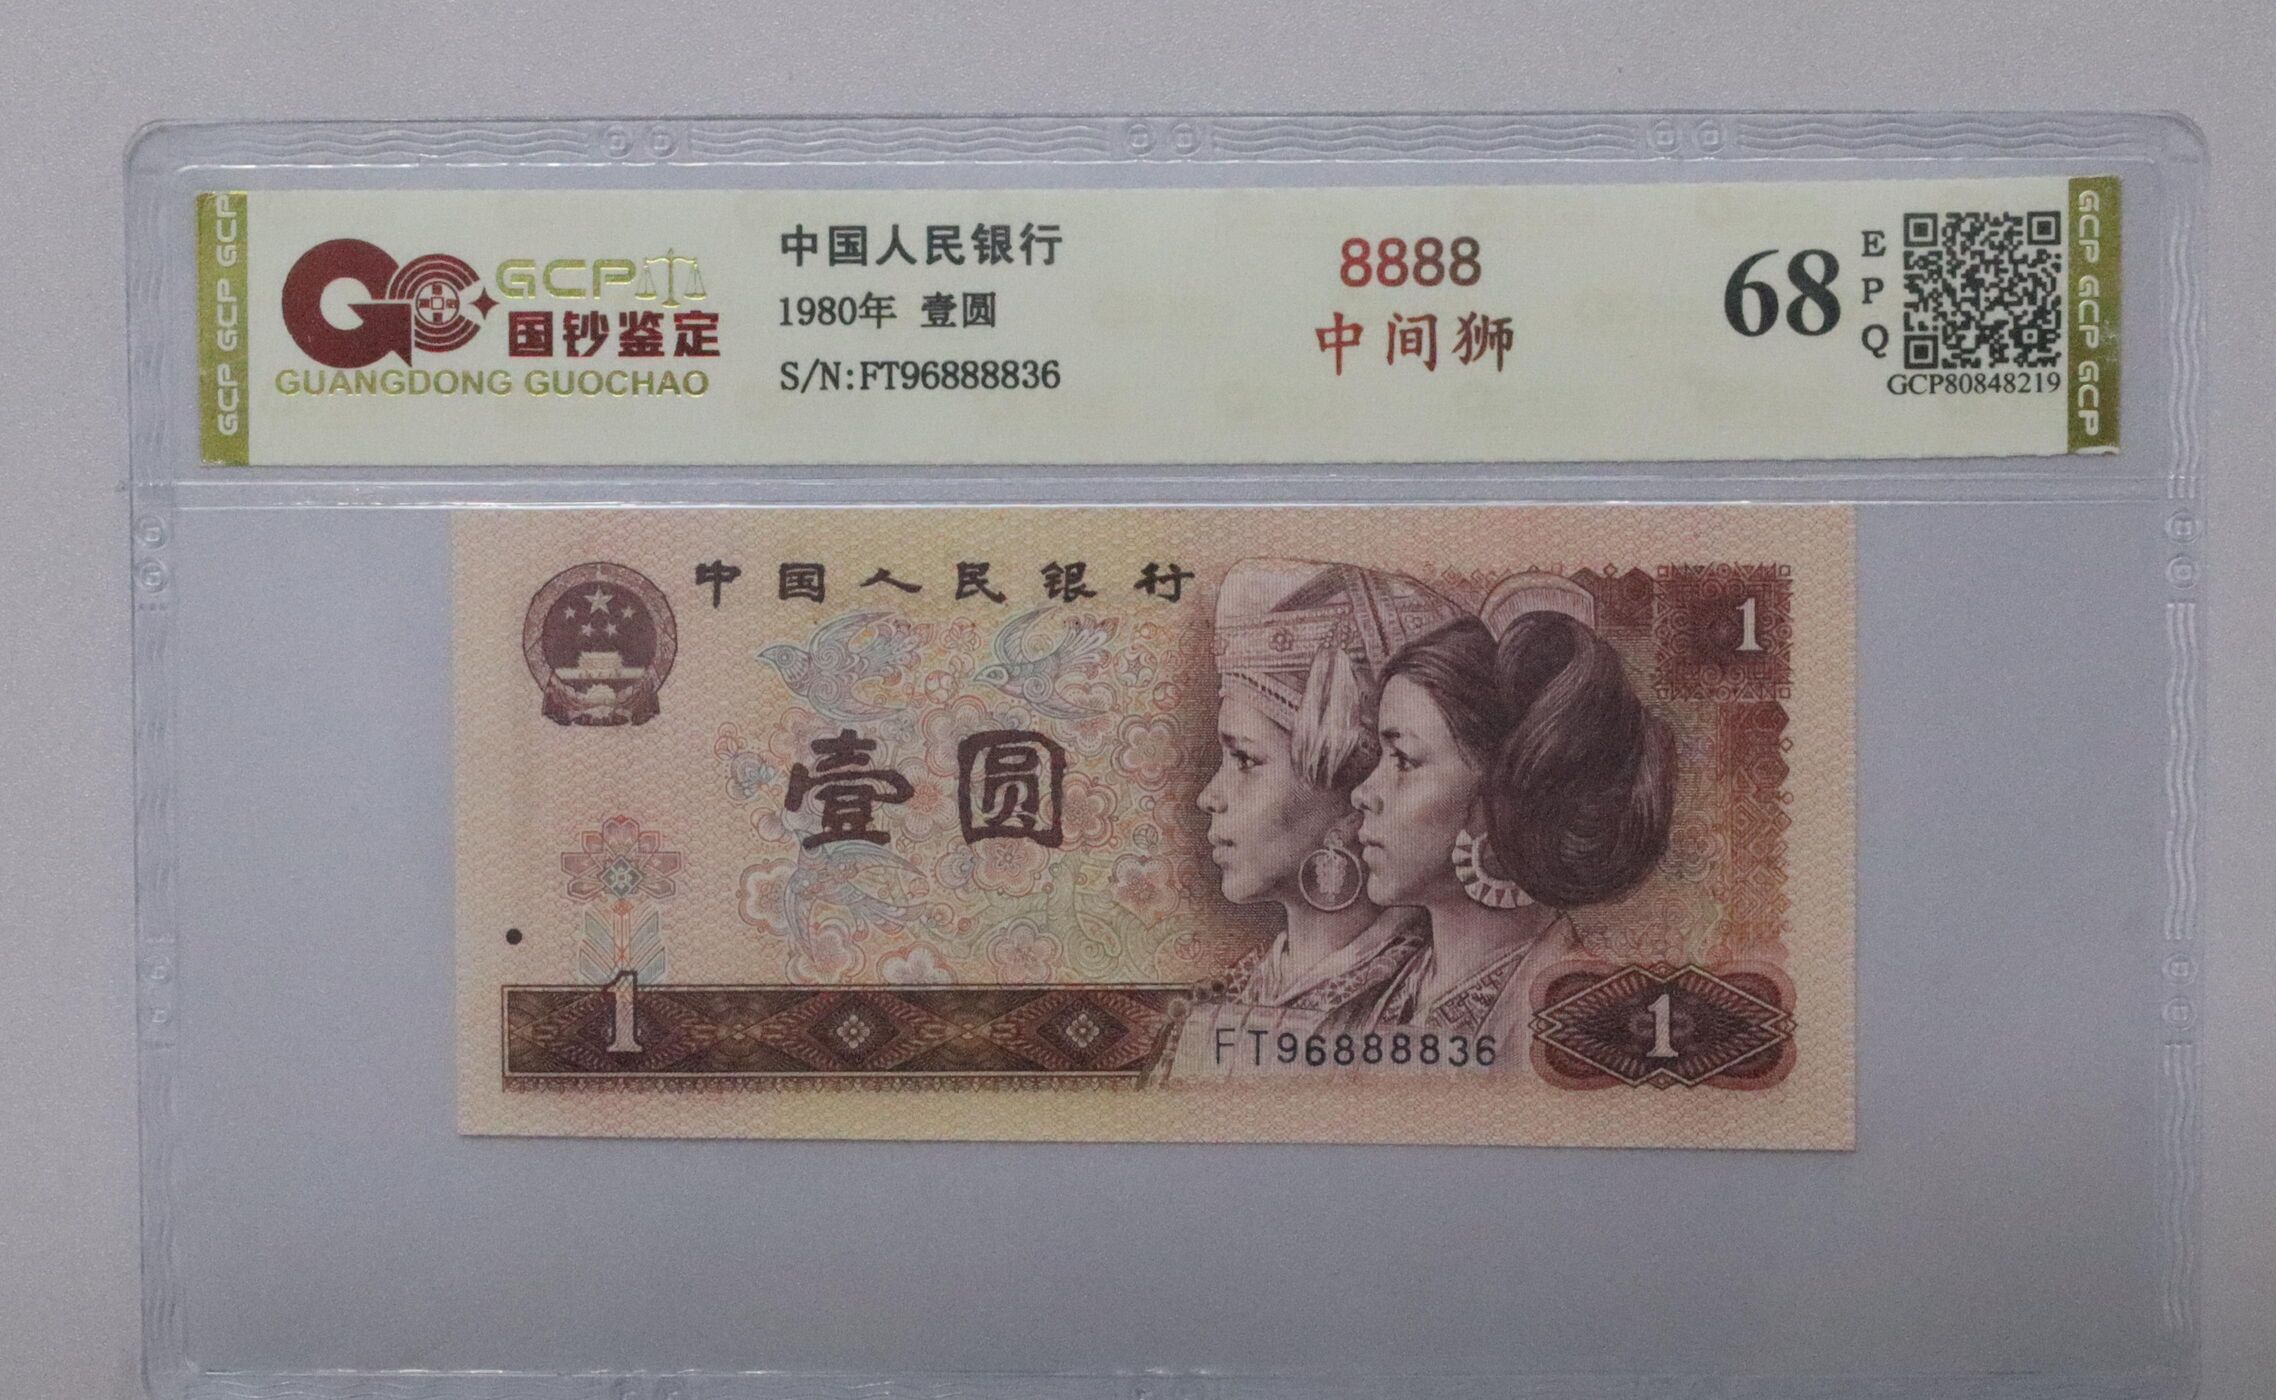 GCP GCP GCP
GCP
国钞鉴定
GUANGDONG GUOCHAO
中国人民银行
1980年 壹圆
S/N:FT96888836
8888
中间狮
68
E
P
Q
GCP80848219
GCP GCP GCP
中国人民银行
1
壹圆
1
FT96888836
1